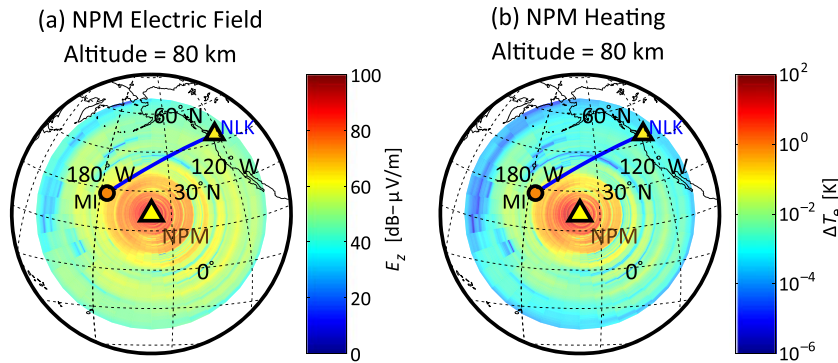 (a) NPM Electric Field
Altitude = 80 km
60° N
NLK
120° W
180° W
30° N
MI
NPM
0°
100
80
60
40
20
0
E_z [dB−μV/m]
(b) NPM Heating
Altitude = 80 km
60° N
NLK
120° W
180° W
30° N
MI
NPM
0°
10^2
10^0
10^−2
10^−4
10^−6
ΔT_e [K]